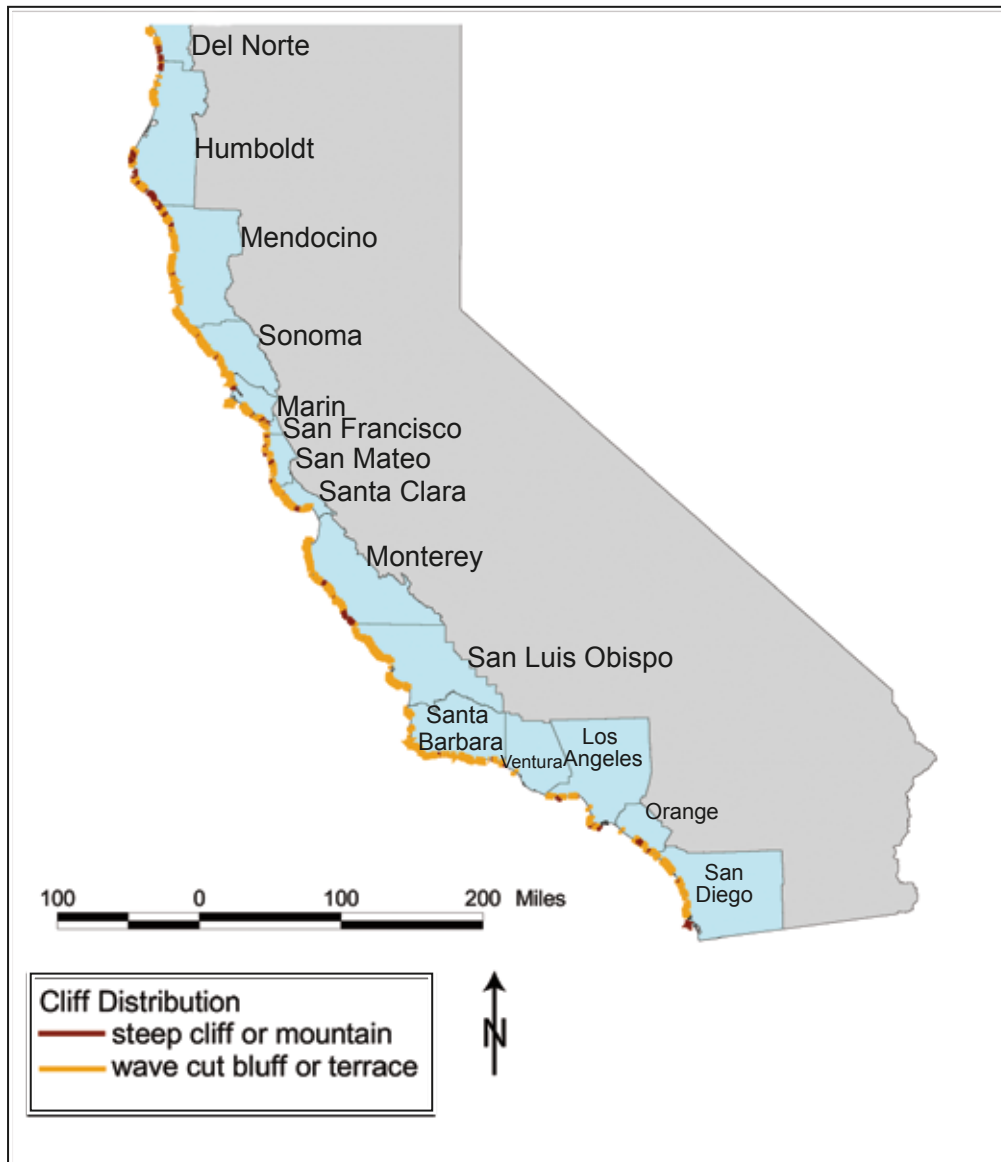 Del Norte
Humboldt
Mendocino
Sonoma
Marin
San Francisco
San Mateo
Santa Clara
Monterey
San Luis Obispo
Santa
Barbara
Ventura
Los
Angeles
Orange
San
Diego
100 0 100 200 Miles
N
Cliff Distribution
steep cliff or mountain
wave cut bluff or terrace